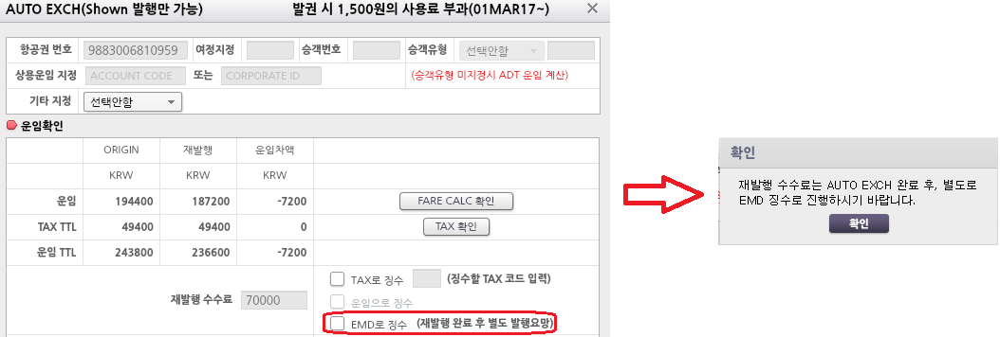 AUTO EXCH(Shown 발행만 가능) 발권 시 1,500원의 사용료 부과(01MAR17~)
항공권 번호 9883006810959 여정지정 승객번호 승객유형 선택안함
상용운임 지정 ACCOUNT CODE 또는 CORPORATE ID (승객유형 미지정시 ADT 운임 계산)
기타 지정 선택안함
운임확인
ORIGIN 재발행 운임차액
KRW KRW KRW
운임 194400 187200 -7200 FARE CALC 확인
TAX TTL 49400 49400 0 TAX 확인
운임 TTL 243800 236600 -7200
재발행 수수료 70000
TAX로 징수 (징수할 TAX 코드 입력)
운임으로 징수
EMD로 징수 (재발행 완료 후 별도 발행요망)
확인
재발행 수수료는 AUTO EXCH 완료 후, 별도로
EMD 징수로 진행하시기 바랍니다.
확인